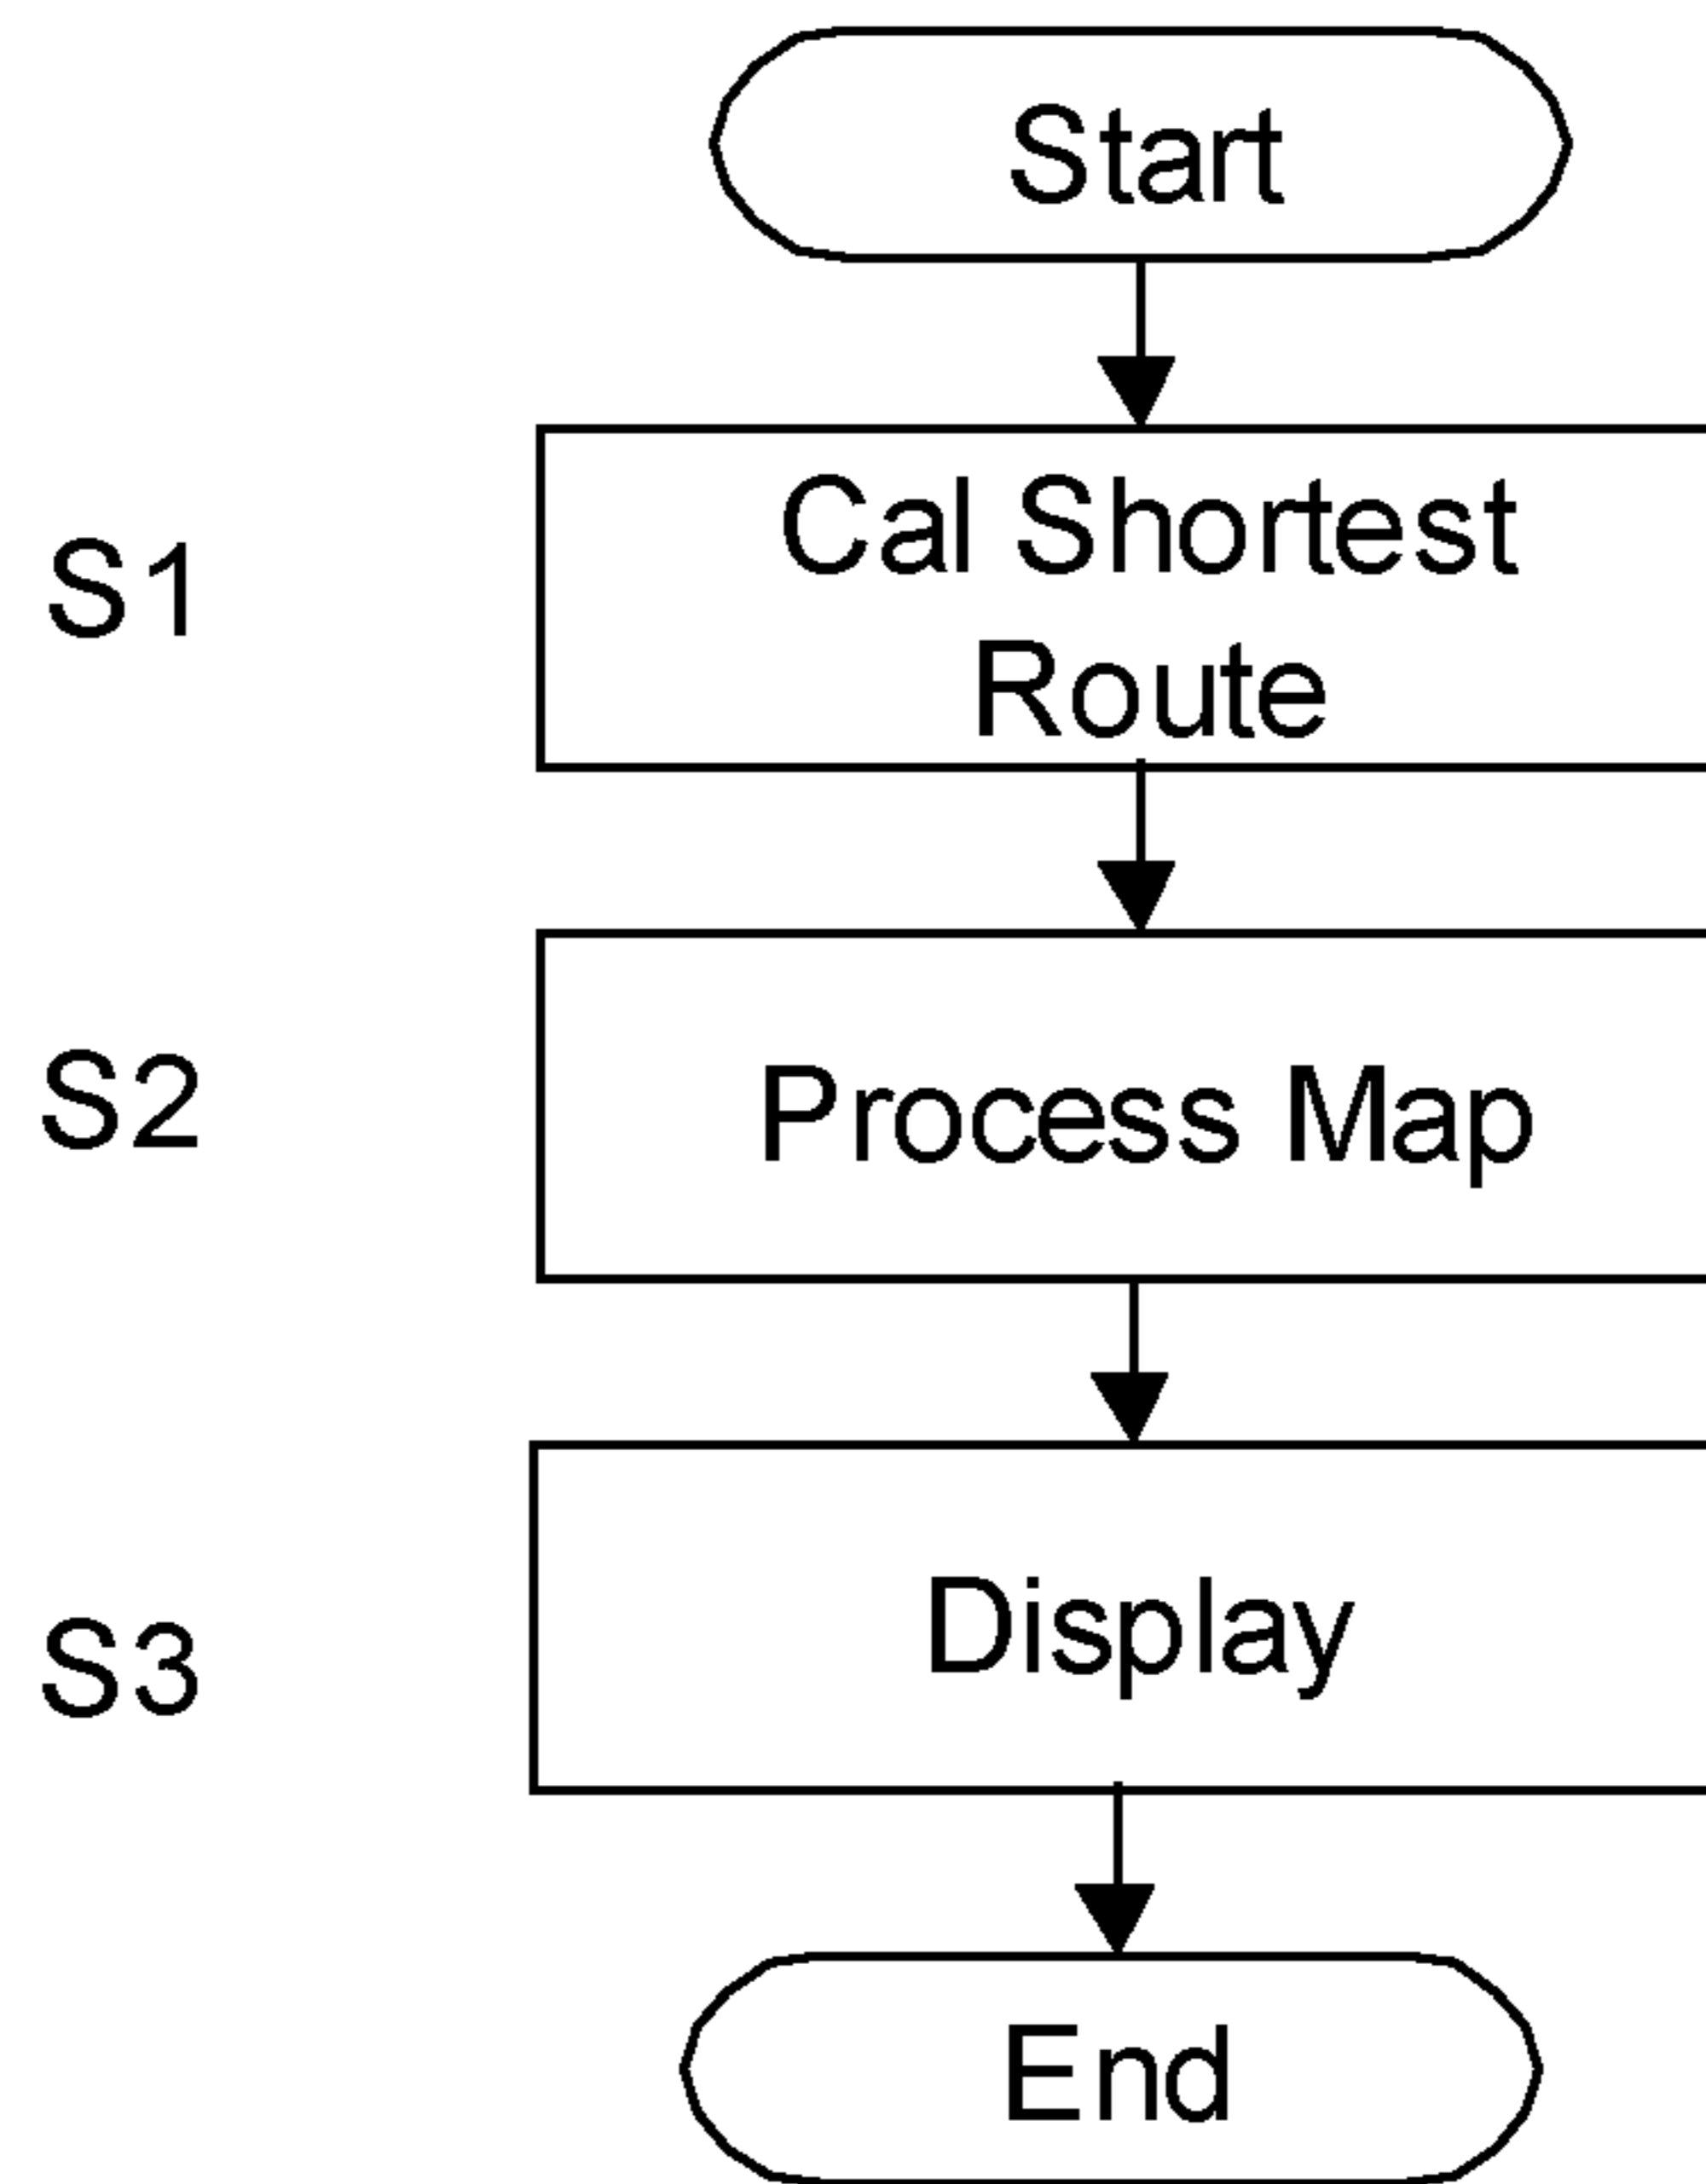 Start
S1
Cal Shortest
Route
S2
Process Map
S3
Display
End